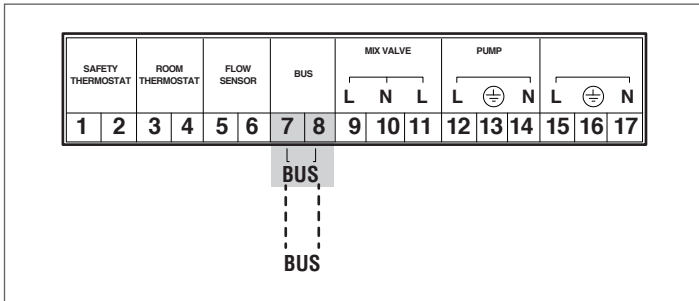 SAFETY THERMOSTAT
ROOM THERMOSTAT
FLOW SENSOR
BUS
MIX VALVE
PUMP
L N L L ⏚ N L ⏚ N
1 2 3 4 5 6 7 8 9 10 11 12 13 14 15 16 17
BUS
BUS